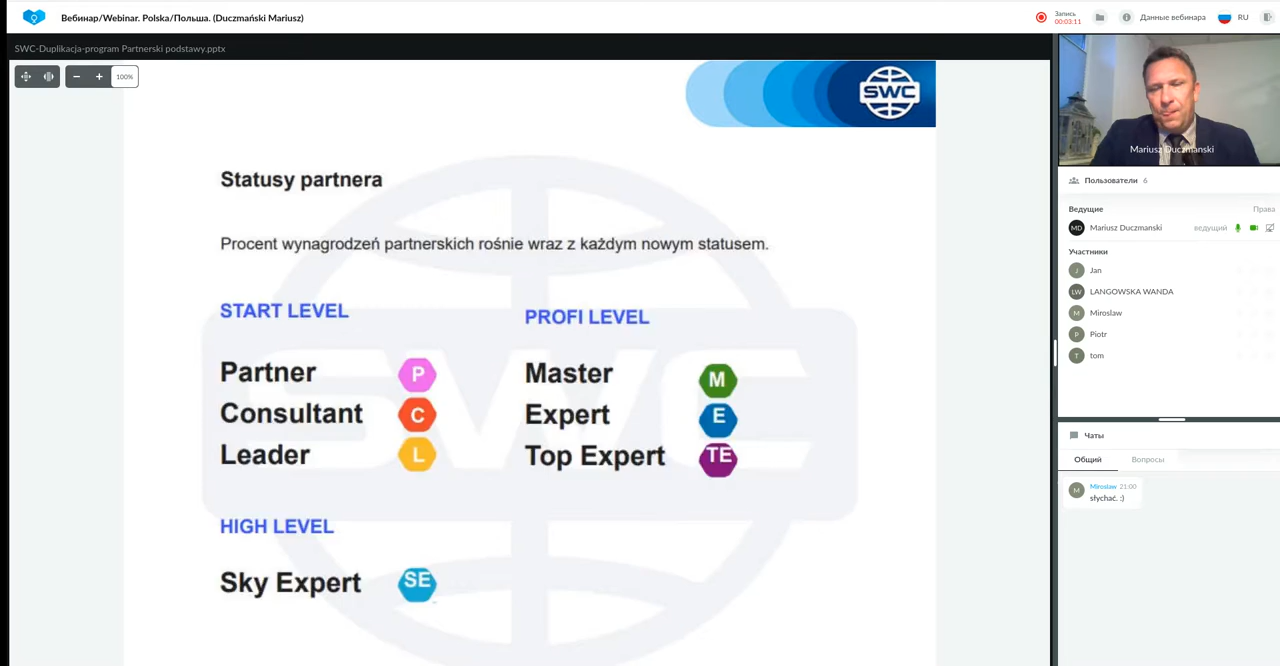 Вебинар/Webinar. Polska/Польша. (Duczmański Mariusz)
Запись
00:03:11
Данные вебинара
RU
SWC-Duplikacja-program Partnerski podstawy.pptx
100%
SWC
Statusy partnera
Procent wynagrodzeń partnerskich rośnie wraz z każdym nowym statusem.
START LEVEL
Partner P
Consultant C
Leader L
PROFI LEVEL
Master M
Expert E
Top Expert TE
HIGH LEVEL
Sky Expert SE
Mariusz Duczmanski
Пользователи 6
Ведущие Права
MD Mariusz Duczmanski ведущий
Участники
J Jan
LW LANGOWSKA WANDA
M Miroslaw
P Piotr
T tom
Чаты
Общий Вопросы
M Miroslaw 21:00
słychać. :)